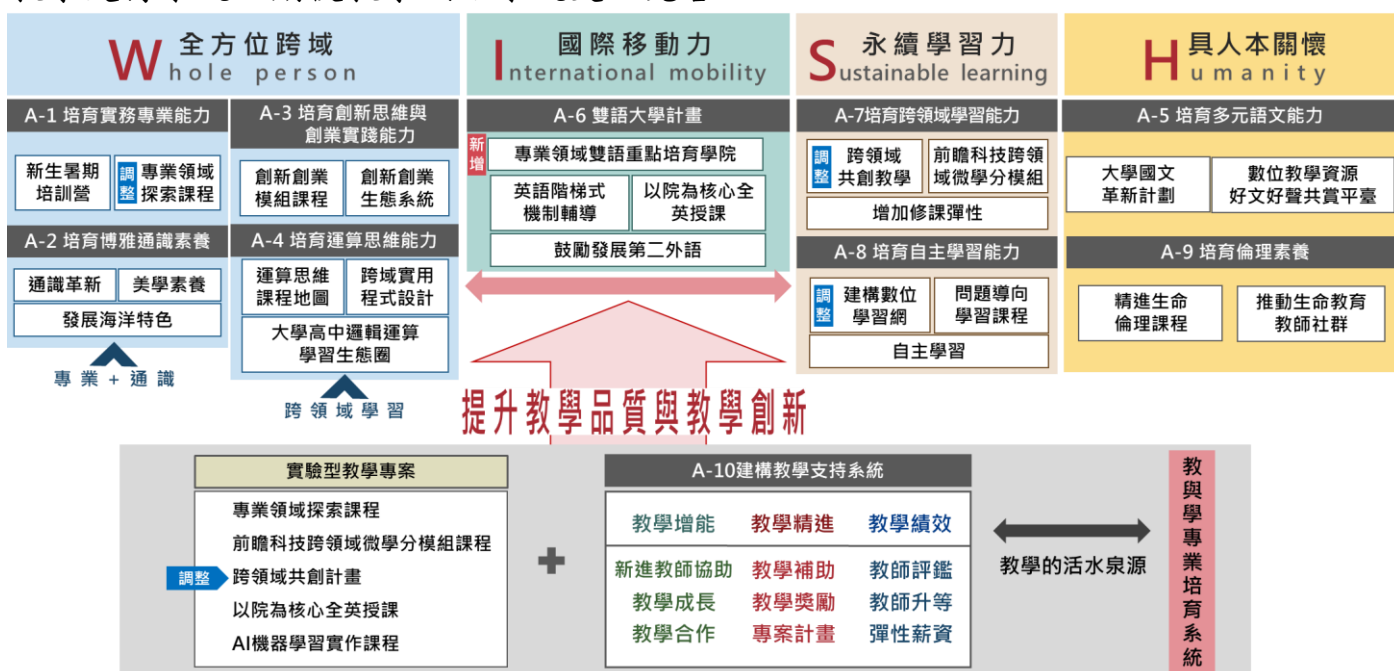 W 全方位跨域
Whole person
A-1 培育實務專業能力
新生暑期
培訓營
調整
專業領域
探索課程
A-2 培育博雅通識素養
通識革新
美學素養
發展海洋特色
專業+通識
A-3 培育創新思維與
創業實踐能力
創新創業
模組課程
創新創業
生態系統
A-4 培育運算思維能力
運算思維
課程地圖
跨域實用
程式設計
大學高中邏輯運算
學習生態圈
跨領域學習
國際移動力
International mobility
A-6 雙語大學計畫
新增
專業領域雙語重點培育學院
英語階梯式
機制輔導
以院為核心全
英授課
鼓勵發展第二外語
永續學習力
Sustainable learning
A-7培育跨領域學習能力
調整
跨領域
共創教學
前瞻科技跨領
域微學分模組
增加修課彈性
A-8 培育自主學習能力
調整
建構數位
學習網
問題導向
學習課程
自主學習
具人本關懷
Humanity
A-5 培育多元語文能力
大學國文
革新計劃
數位教學資源
好文好聲共賞平臺
A-9 培育倫理素養
精進生命
倫理課程
推動生命教育
教師社群
提升教學品質與教學創新
實驗型教學專案
專業領域探索課程
前瞻科技跨領域微學分模組課程
調整
跨領域共創計畫
以院為核心全英授課
AI機器學習實作課程
+
A-10建構教學支持系統
教學增能 教學精進 教學績效
新進教師協助 教學補助 教師評鑑
教學成長 教學獎勵 教師升等
教學合作 專案計畫 彈性薪資
教學的活水泉源
教與學專業培育系統